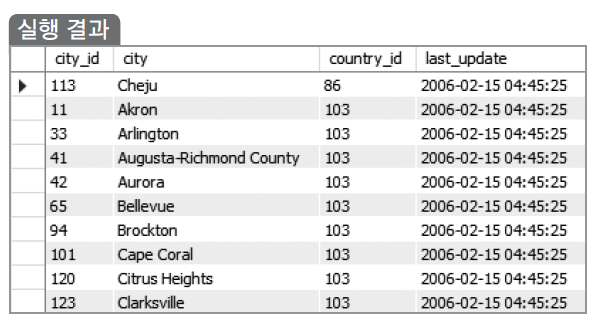 실행 결과
city_id city country_id last_update
113 Cheju 86 2006-02-15 04:45:25
11 Akron 103 2006-02-15 04:45:25
33 Arlington 103 2006-02-15 04:45:25
41 Augusta-Richmond County 103 2006-02-15 04:45:25
42 Aurora 103 2006-02-15 04:45:25
65 Bellevue 103 2006-02-15 04:45:25
94 Brockton 103 2006-02-15 04:45:25
101 Cape Coral 103 2006-02-15 04:45:25
120 Citrus Heights 103 2006-02-15 04:45:25
123 Clarksville 103 2006-02-15 04:45:25